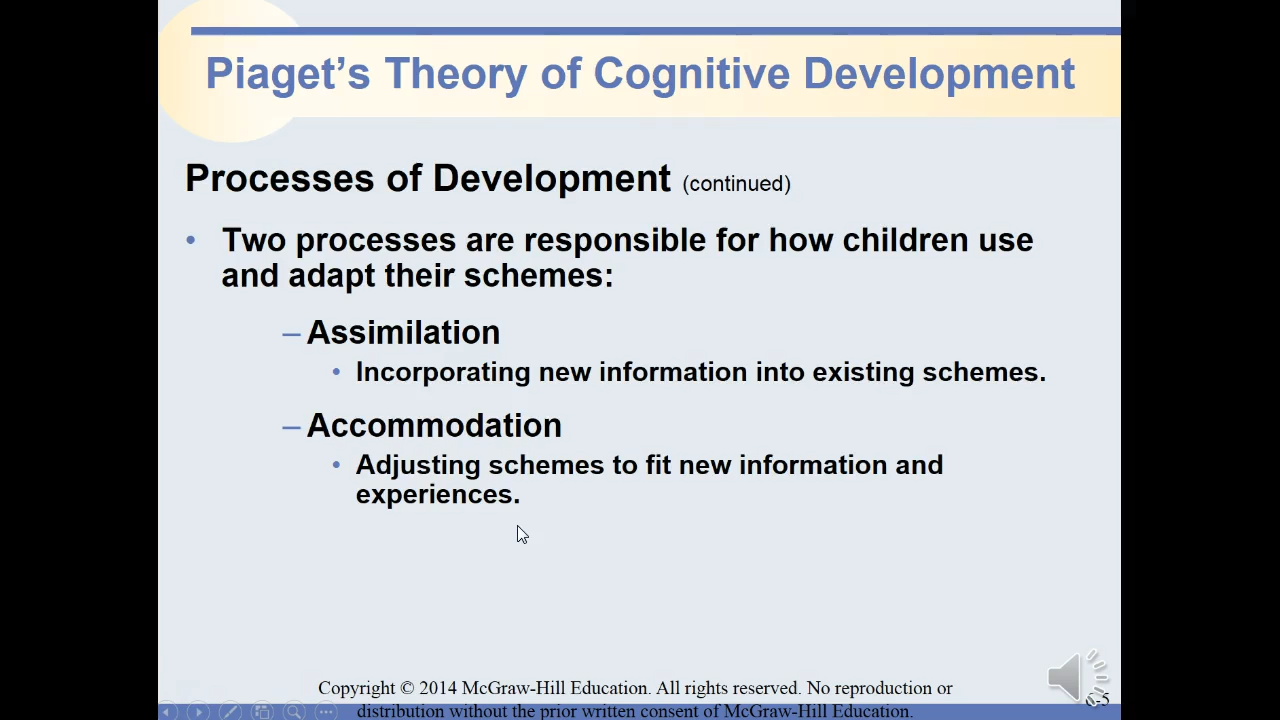 Piaget’s Theory of Cognitive Development
Processes of Development (continued)
• Two processes are responsible for how children use
and adapt their schemes:
– Assimilation
• Incorporating new information into existing schemes.
– Accommodation
• Adjusting schemes to fit new information and
experiences.
Copyright © 2014 McGraw-Hill Education. All rights reserved. No reproduction or
distribution without the prior written consent of McGraw-Hill Education.
6-5